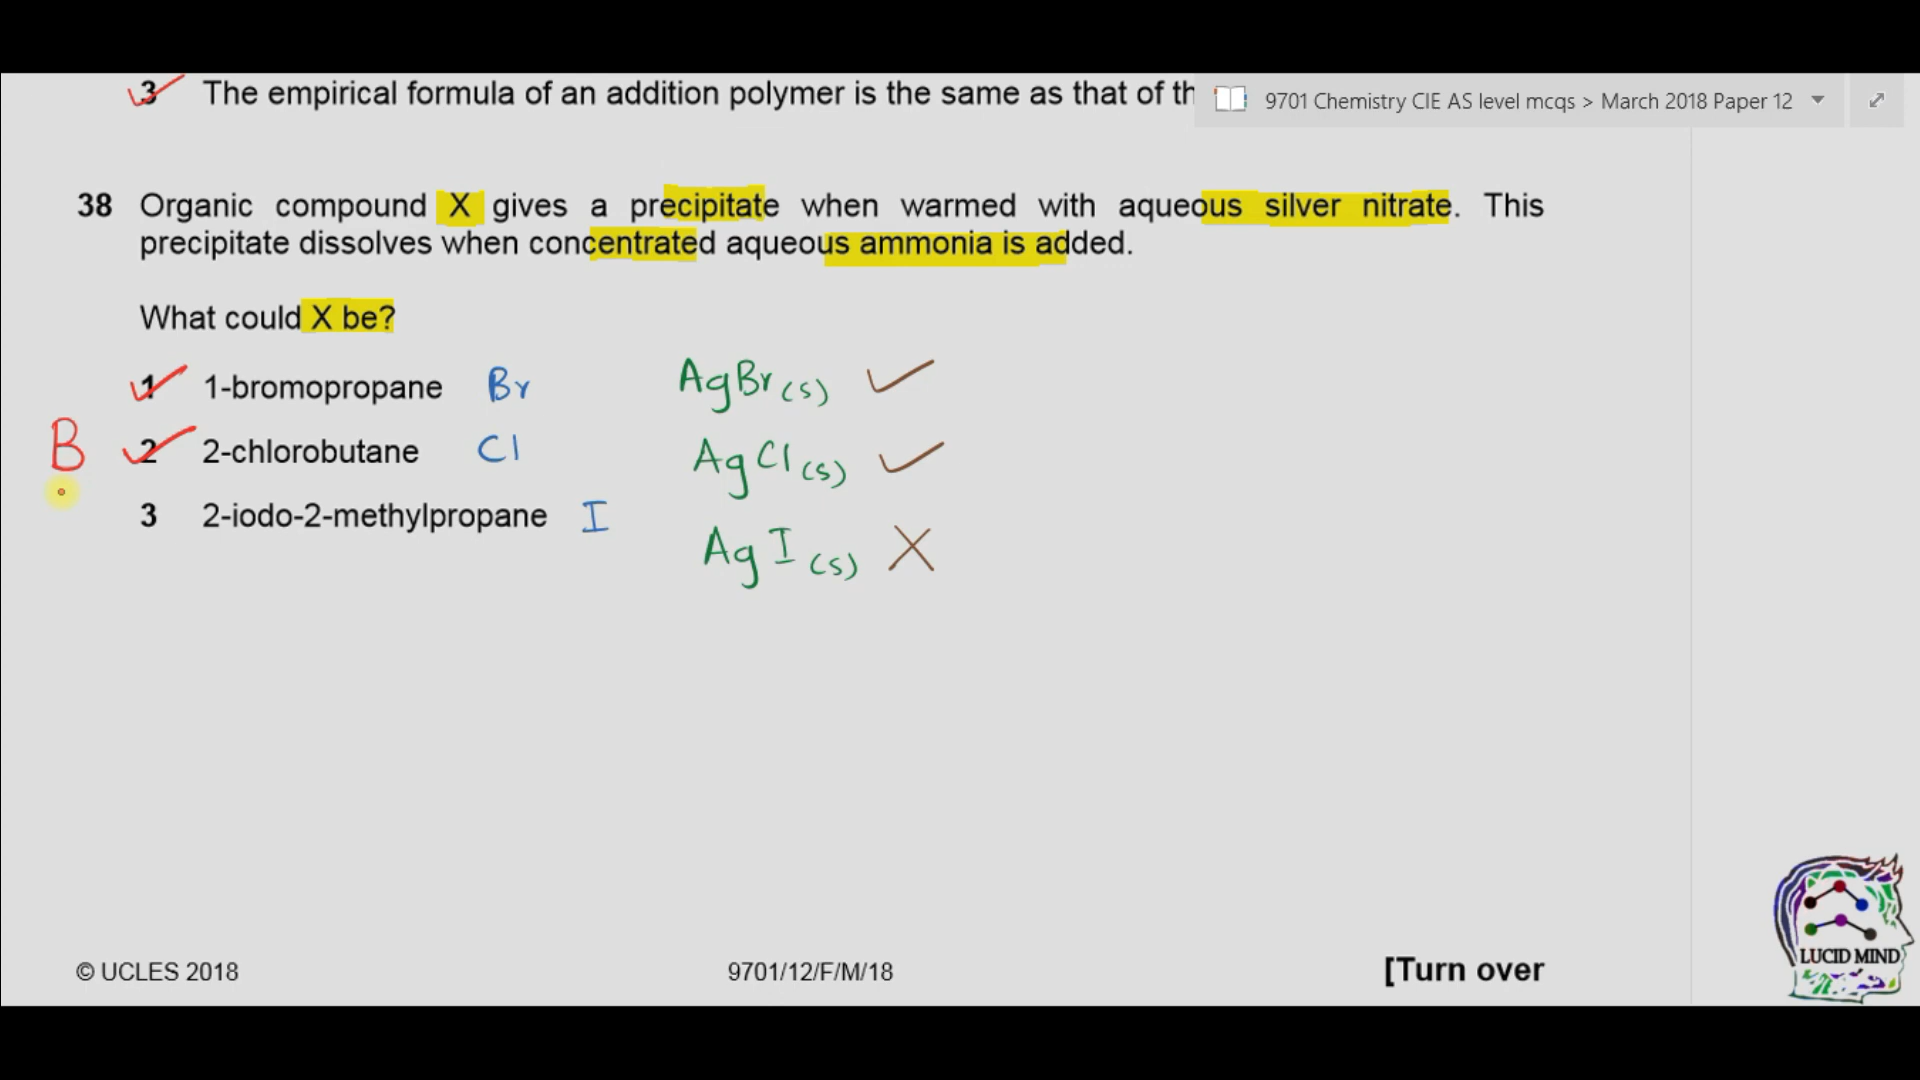 3 The empirical formula of an addition polymer is the same as that of th
9701 Chemistry CIE AS level mcqs > March 2018 Paper 12
38 Organic compound X gives a precipitate when warmed with aqueous silver nitrate. This
precipitate dissolves when concentrated aqueous ammonia is added.
What could X be?
1 1-bromopropane Br AgBr(s) ✓
B 2 2-chlorobutane Cl AgCl(s) ✓
3 2-iodo-2-methylpropane I AgI(s) X
© UCLES 2018 9701/12/F/M/18 [Turn over
LUCID MIND